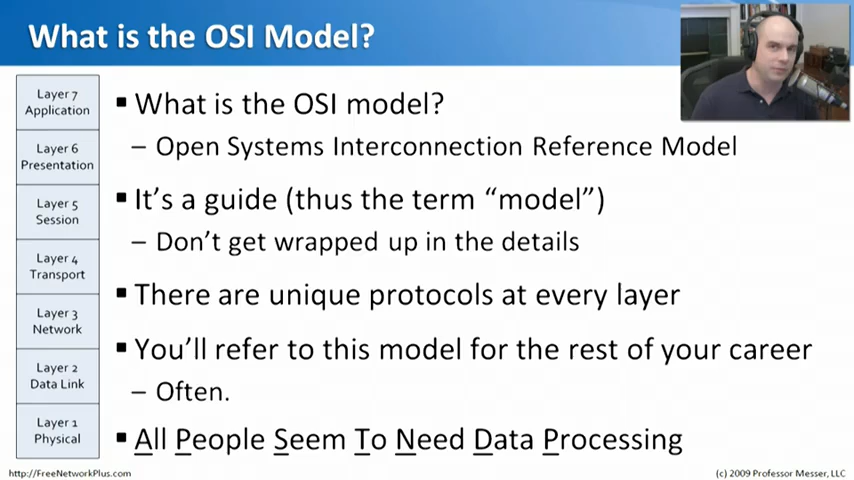 What is the OSI Model?
Layer 7
Application
Layer 6
Presentation
Layer 5
Session
Layer 4
Transport
Layer 3
Network
Layer 2
Data Link
Layer 1
Physical
▪ What is the OSI model?
– Open Systems Interconnection Reference Model
▪ It's a guide (thus the term “model”)
– Don't get wrapped up in the details
▪ There are unique protocols at every layer
▪ You'll refer to this model for the rest of your career
– Often.
▪ All People Seem To Need Data Processing
http://FreeNetworkPlus.com
(c) 2009 Professor Messer, LLC